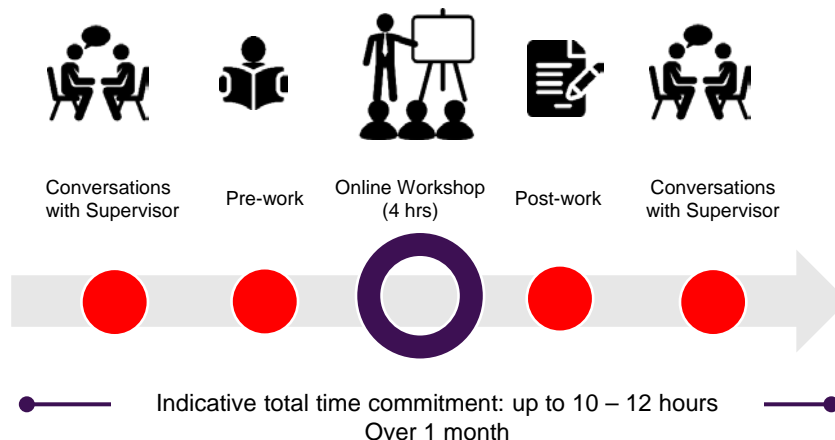 Conversations
with Supervisor
Pre-work
Online Workshop
(4 hrs)
Post-work
Conversations
with Supervisor
Indicative total time commitment: up to 10 – 12 hours
Over 1 month